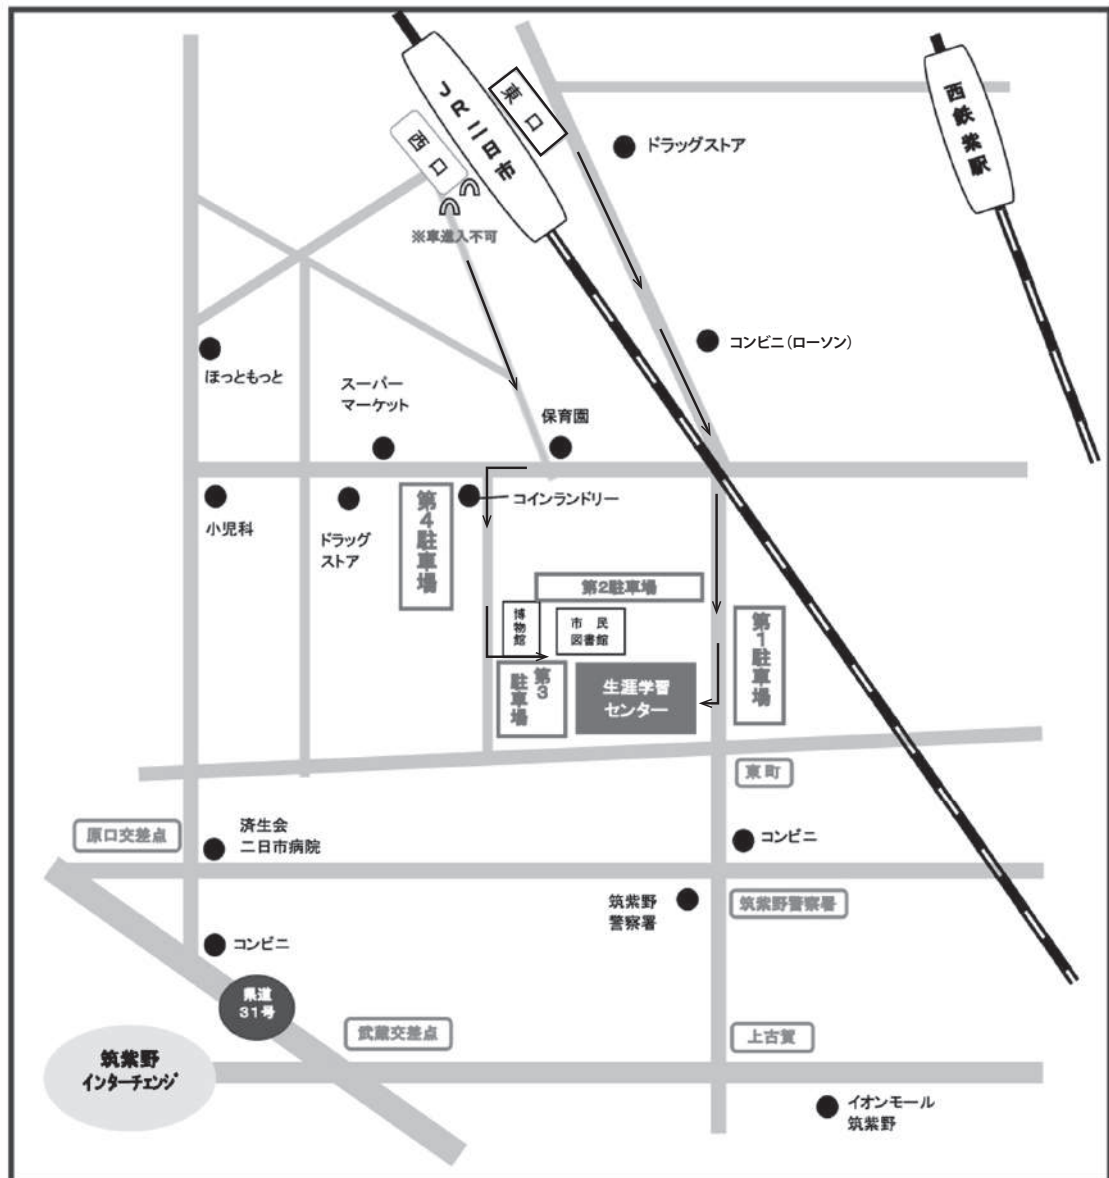 JR二日市
東口
西口
※車進入不可
西鉄紫駅
ドラッグストア
コンビニ(ローソン)
ほっともっと
スーパー
マーケット
保育園
小児科
ドラッグ
ストア
第4駐車場
コインランドリー
第2駐車場
博物館
市民
図書館
第1駐車場
第3
駐車場
生涯学習
センター
東町
原口交差点
済生会
二日市病院
コンビニ
筑紫野
警察署
筑紫野警察署
コンビニ
県道
31号
武蔵交差点
上古賀
筑紫野
インターチェンジ
イオンモール
筑紫野